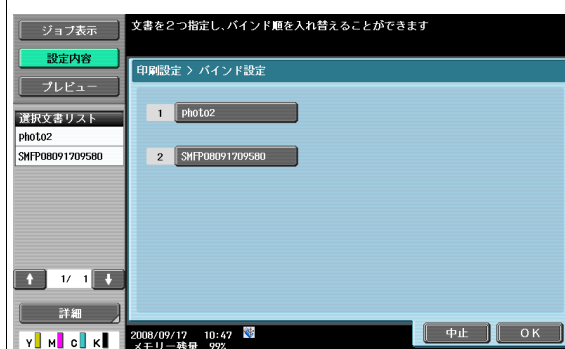 ジョブ表示
文書を2つ指定し、バインド順を入れ替えることができます
設定内容
印刷設定 > バインド設定
プレビュー
選択文書リスト
photo2
SMFP08091709580
1 photo2
2 SMFP08091709580
↑ 1/ 1 ↓
詳細
Y M C K
2008/09/17 10:47
メモリー残量 99%
中止 OK